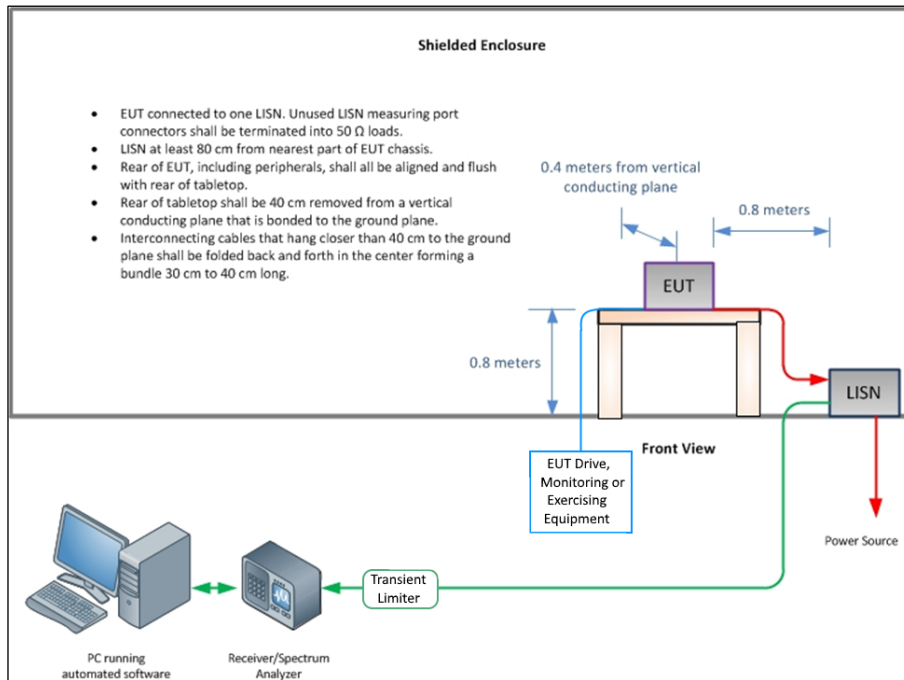 Shielded Enclosure
• EUT connected to one LISN. Unused LISN measuring port
connectors shall be terminated into 50 Ω loads.
• LISN at least 80 cm from nearest part of EUT chassis.
• Rear of EUT, including peripherals, shall all be aligned and flush
with rear of tabletop.
• Rear of tabletop shall be 40 cm removed from a vertical
conducting plane that is bonded to the ground plane.
• Interconnecting cables that hang closer than 40 cm to the ground
plane shall be folded back and forth in the center forming a
bundle 30 cm to 40 cm long.
0.4 meters from vertical
conducting plane
0.8 meters
EUT
0.8 meters
LISN
Front View
EUT Drive,
Monitoring or
Exercising
Equipment
Power Source
Transient
Limiter
PC running
automated software
Receiver/Spectrum
Analyzer